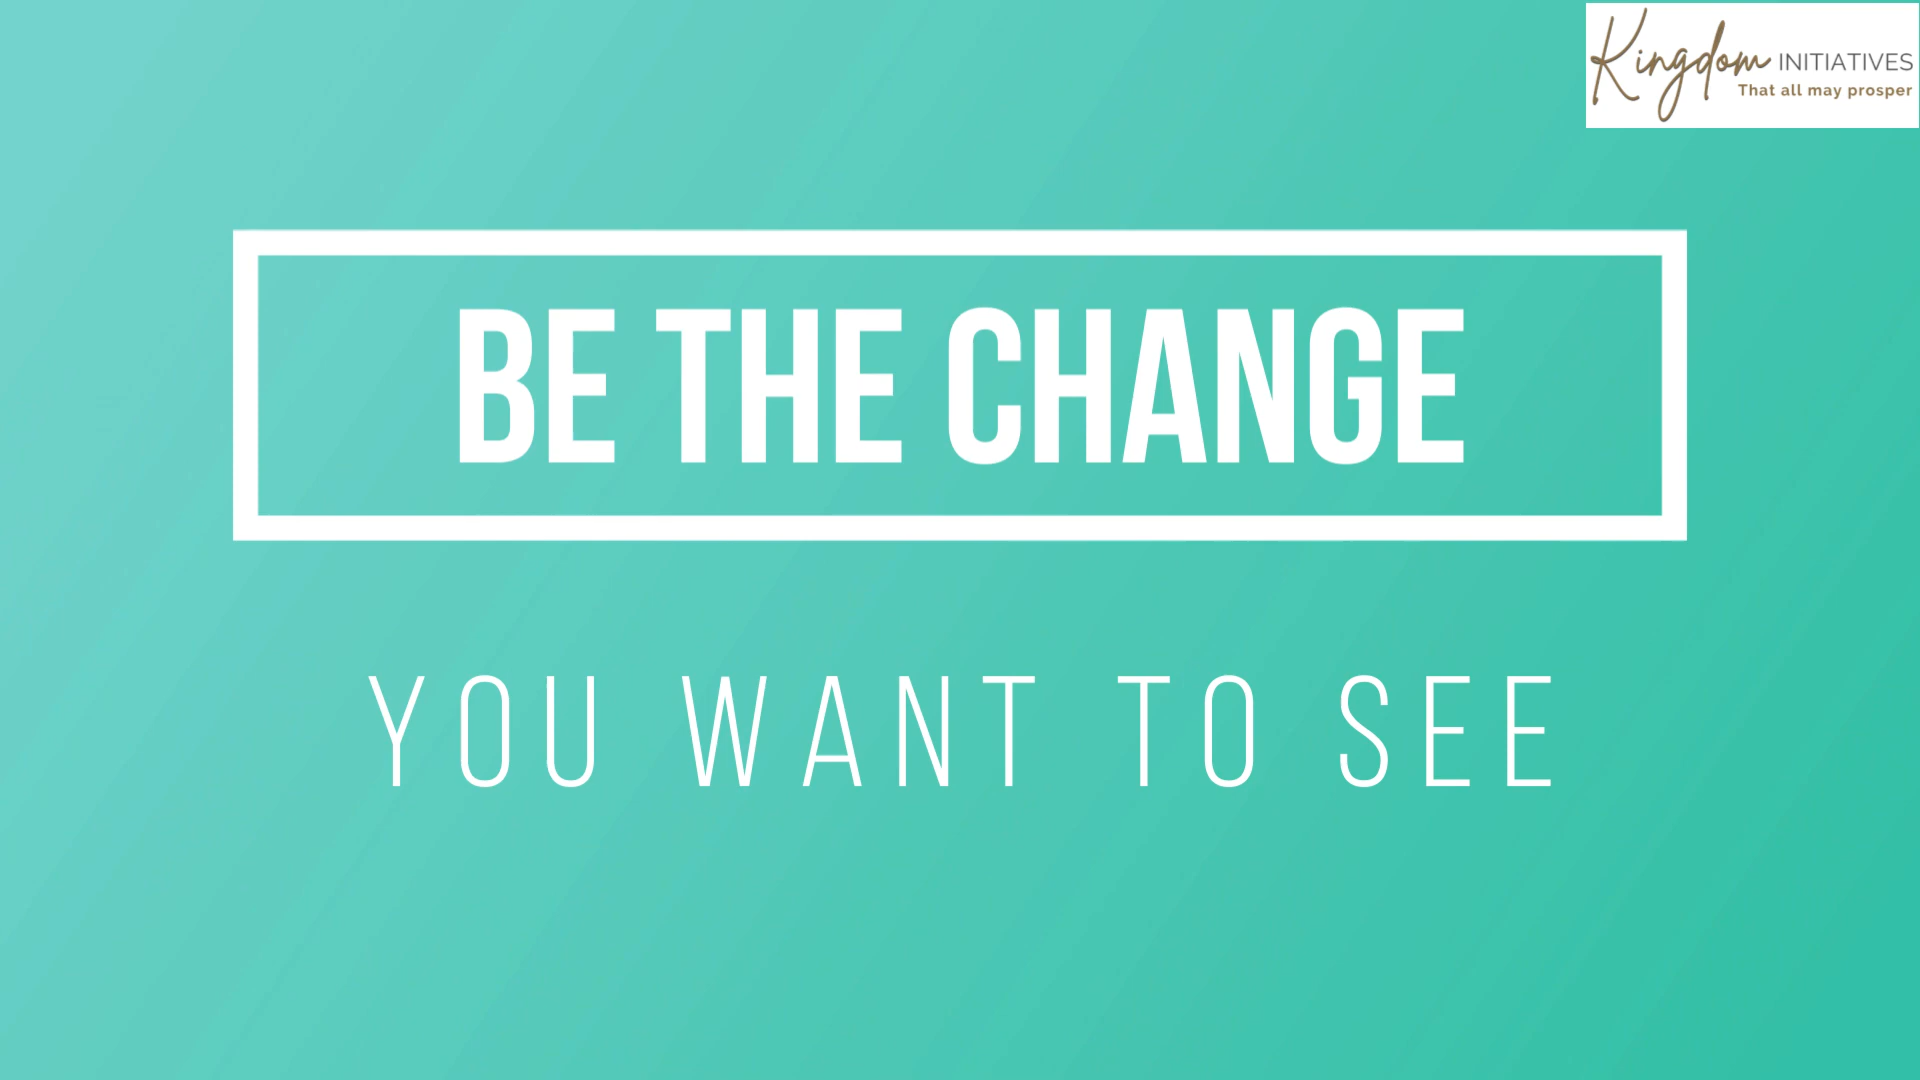 Kingdom INITIATIVES
That all may prosper
BE THE CHANGE
YOU WANT TO SEE